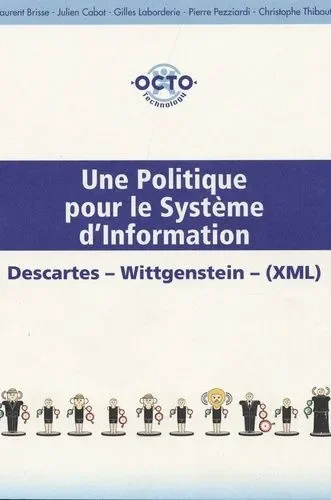 aurent Brisse - Julien Cabot - Gilles Laborderie - Pierre Pezziardi - Christophe Thibaut
OCTO
Technology
Une Politique
pour le Système
d'Information
Descartes – Wittgenstein – (XML)